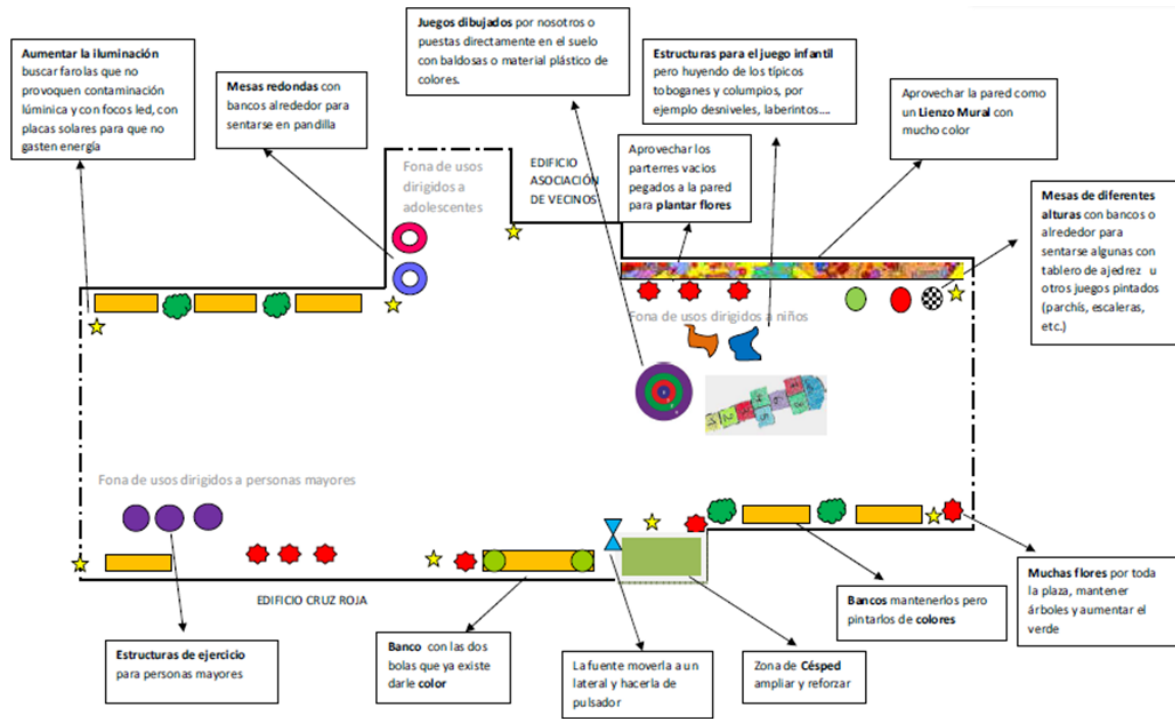 Aumentar la iluminación
buscar farolas que no
provoquen contaminación
lúminica y con focos led, con
placas solares para que no
gasten energía
Mesas redondas con
bancos alrededor para
sentarse en pandilla
Juegos dibujados por nosotros o
puestas directamente en el suelo
con baldosas o material plástico de
colores.
Estructuras para el juego infantil
pero huyendo de los típicos
toboganes y columpios, por
ejemplo desniveles, laberintos....
Aprovechar la pared como
un Lienzo Mural con
mucho color
Fona de usos
dirigidos a
adolescentes
EDIFICIO
ASOCIACIÓN
DE VECINOS
Aprovechar los
parterres vacios
pegados a la pared
para plantar flores
Mesas de diferentes
alturas con bancos o
alrededor para
sentarse algunas con
tablero de ajedrez u
otros juegos pintados
(parchís, escaleras,
etc.)
Fona de usos dirigidos a niños
Fona de usos dirigidos a personas mayores
EDIFICIO CRUZ ROJA
Estructuras de ejercicio
para personas mayores
Banco con las dos
bolas que ya existe
darle color
La fuente moverla a un
lateral y hacerla de
pulsador
Zona de Césped
ampliar y reforzar
Bancos mantenerlos pero
pintarlos de colores
Muchas flores por toda
la plaza, mantener
árboles y aumentar el
verde